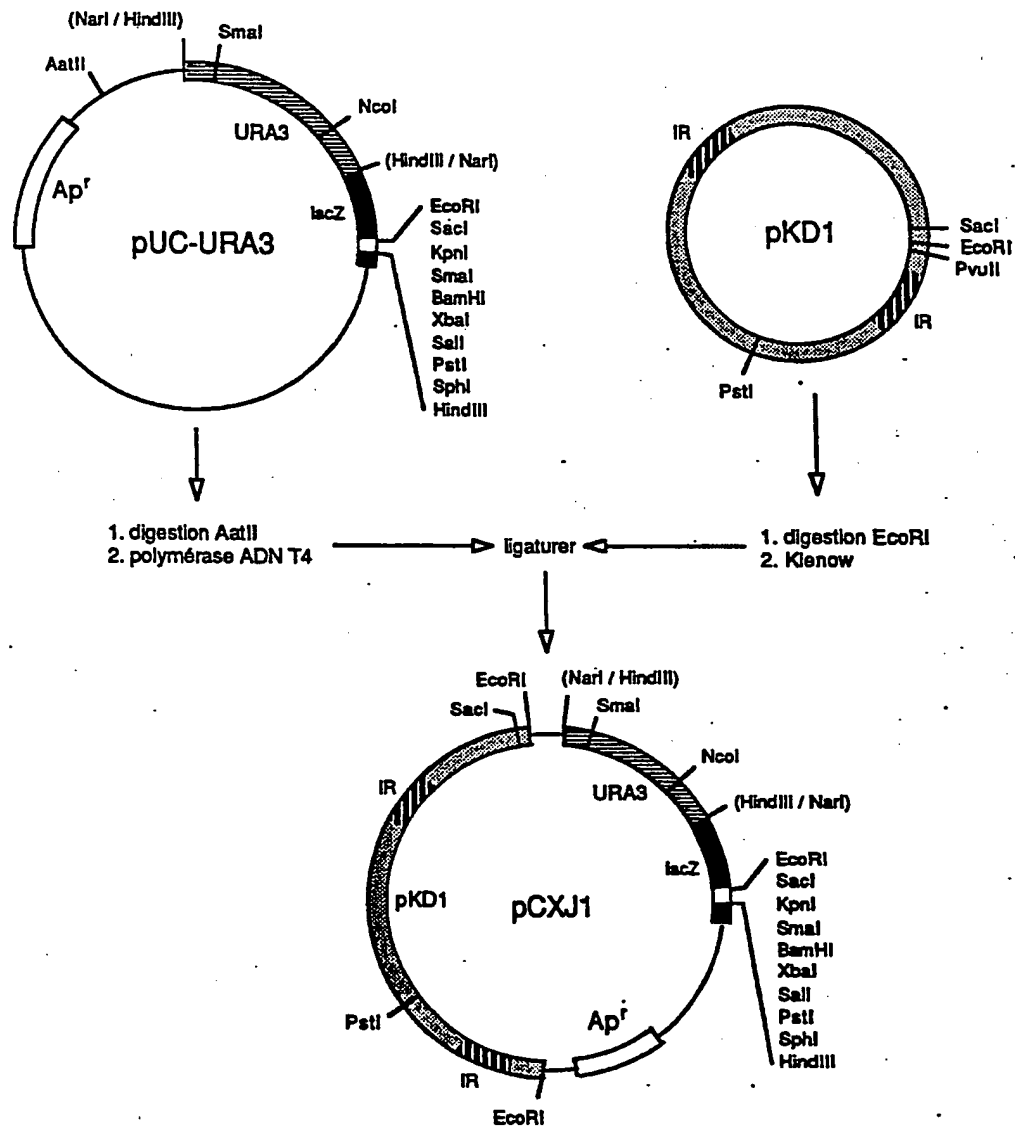 (NarI / HindIII)
SmaI
AatII
NcoI
URA3
(HindIII / NarI)
Apr
lacZ
pUC-URA3
EcoRI
SacI
KpnI
SmaI
BamHI
XbaI
SalI
PstI
SphI
HindIII
IR
pKD1
SacI
EcoRI
PvuII
IR
PstI
1. digestion AatII
2. polymérase ADN T4
ligaturer
1. digestion EcoRI
2. Klenow
EcoRI
(NarI / HindIII)
SacI
SmaI
NcoI
IR
URA3
(HindIII / NarI)
lacZ
pKD1
pCXJ1
EcoRI
SacI
KpnI
SmaI
BamHI
XbaI
SalI
PstI
SphI
HindIII
PstI
Apr
IR
EcoRI